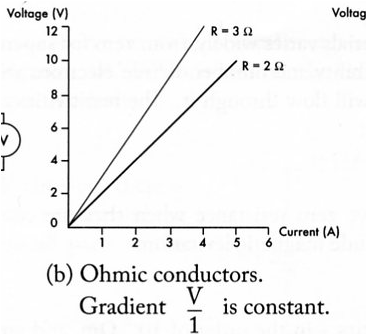 Voltage (V)
Voltag
12
10
8
6
4
2
0
R = 3 Ω
R = 2 Ω
V
1 2 3 4 5 6 Current (A)
(b) Ohmic conductors.
Gradient V/1 is constant.